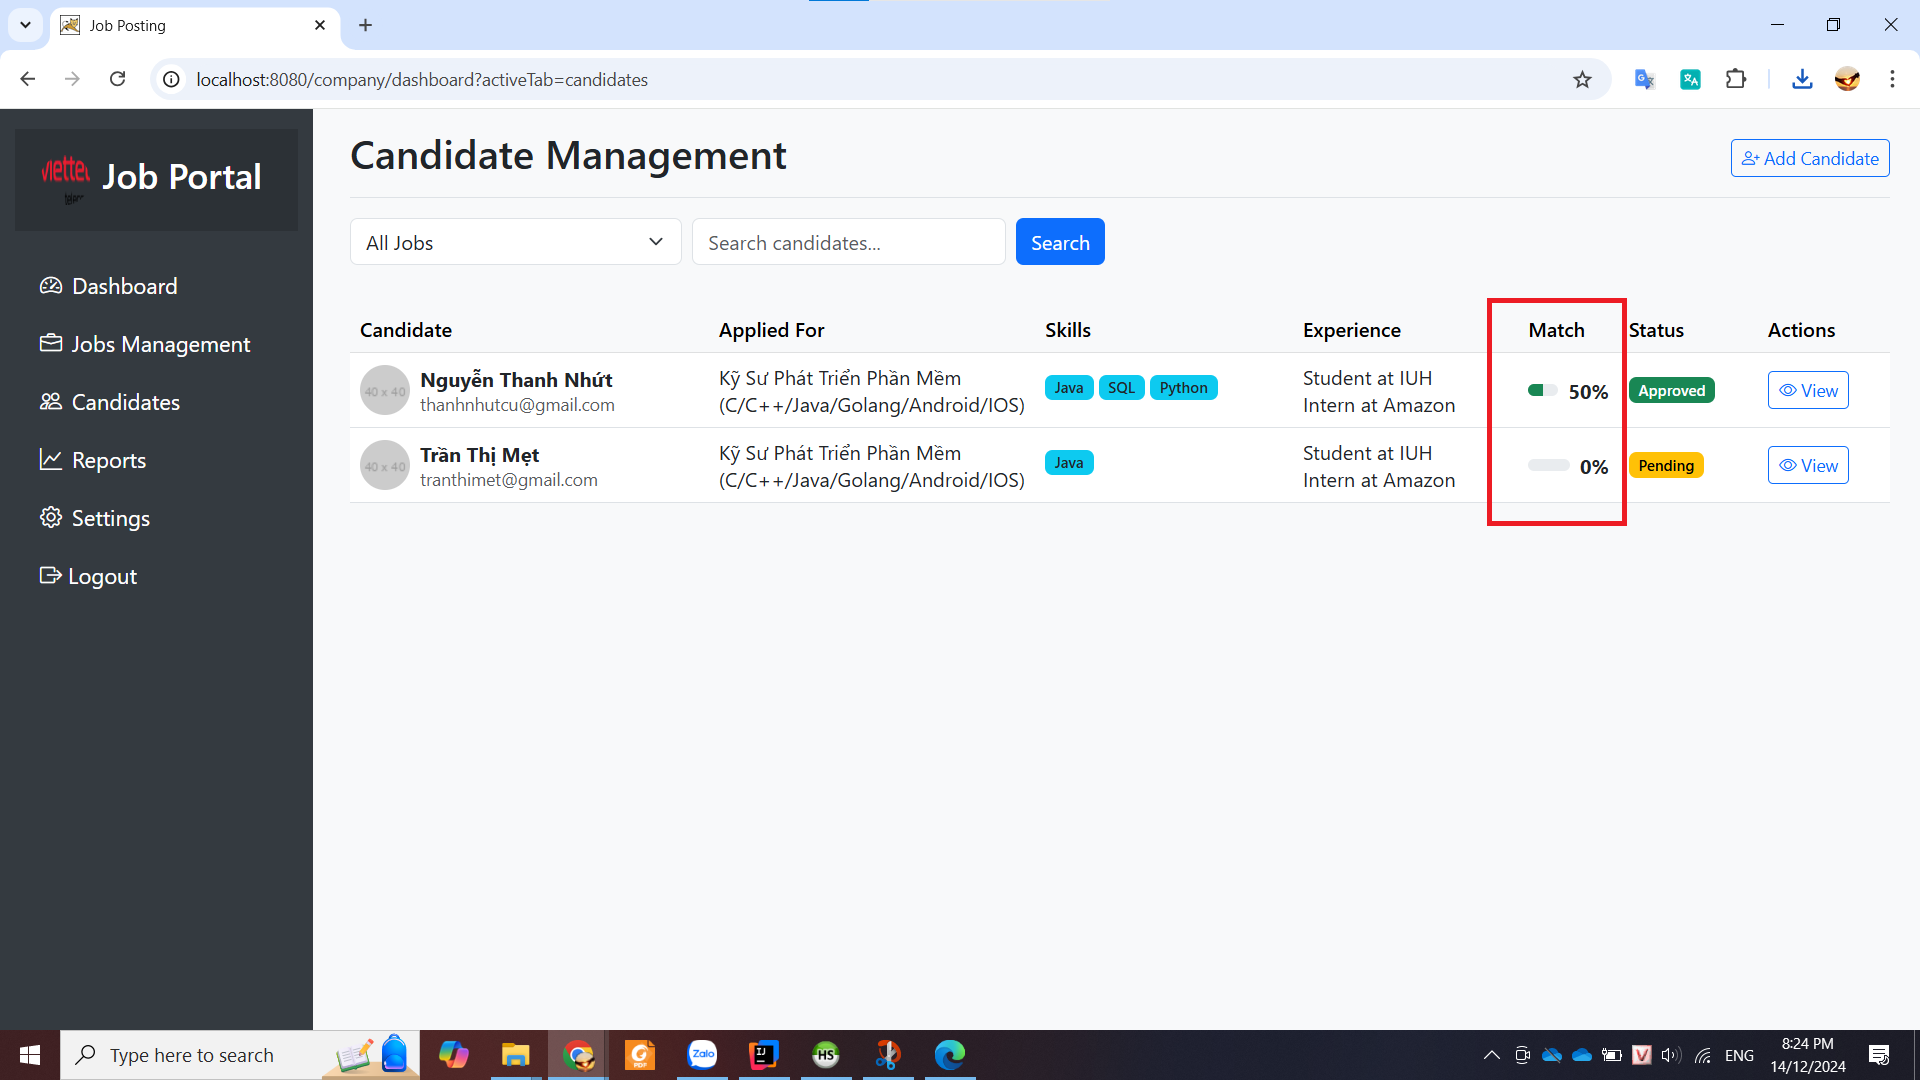 Job Posting
localhost:8080/company/dashboard?activeTab=candidates
viettel
Job Portal
Dashboard
Jobs Management
Candidates
Reports
Settings
Logout
Candidate Management
Add Candidate
All Jobs
Search candidates...
Search
Candidate Applied For Skills Experience Match Status Actions
40 x 40
Nguyễn Thanh Nhứt
thanhnhutcu@gmail.com
Kỹ Sư Phát Triển Phần Mềm
(C/C++/Java/Golang/Android/IOS)
Java SQL Python
Student at IUH
Intern at Amazon
50%
Approved
View
40 x 40
Trần Thị Mẹt
tranthimet@gmail.com
Kỹ Sư Phát Triển Phần Mềm
(C/C++/Java/Golang/Android/IOS)
Java
Student at IUH
Intern at Amazon
0%
Pending
View
Type here to search
PDF
Zalo
IJ
HS
V
ENG
8:24 PM
14/12/2024